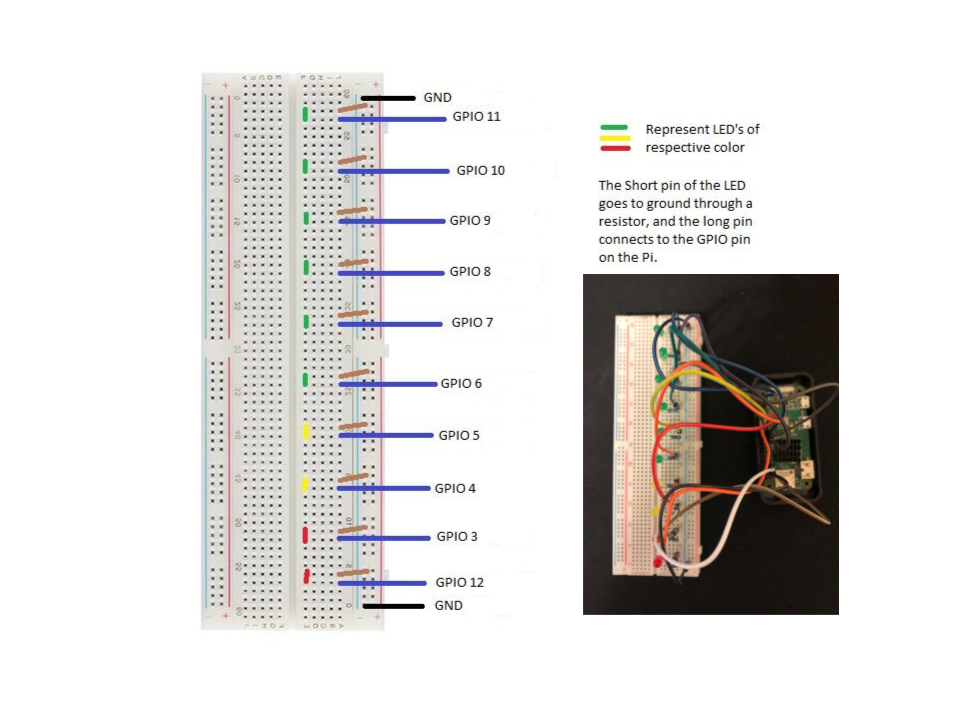 GND
GPIO 11
GPIO 10
GPIO 9
GPIO 8
GPIO 7
GPIO 6
GPIO 5
GPIO 4
GPIO 3
GPIO 12
GND
Represent LED's of
respective color
The Short pin of the LED
goes to ground through a
resistor, and the long pin
connects to the GPIO pin
on the Pi.